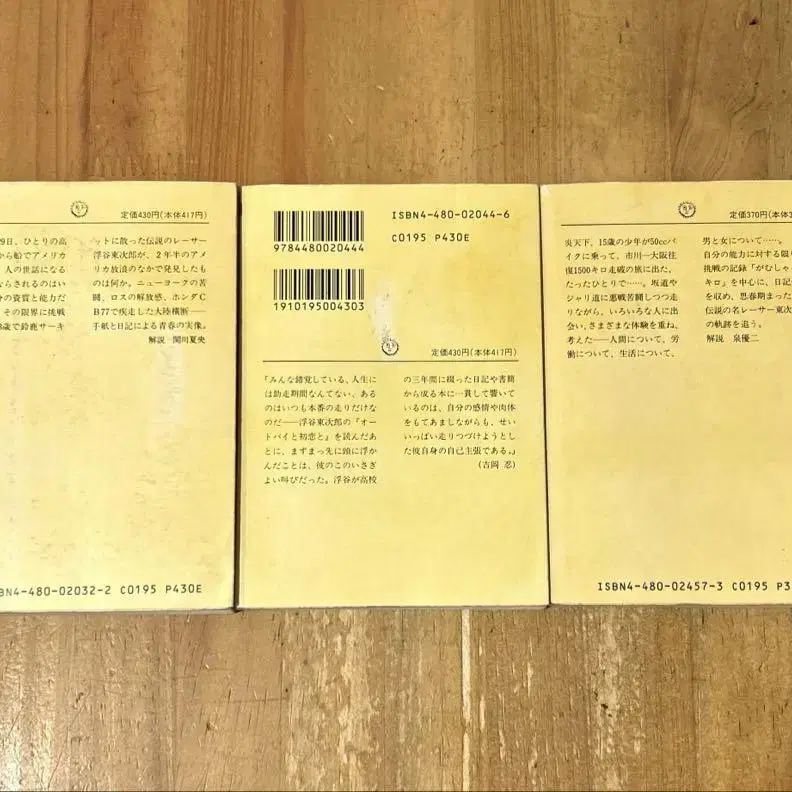 定価430円(本体417円)
9日、ひとりの高
から船でアメリカ
人の世話になる
ならされるのはい
分の資質と能力だ
その限界に挑戦
歳で鈴鹿サーキ
ットに散った伝説のレーサー
浮谷東次郎が、2年半のアメ
リカ放浪のなかで発見したも
のは何か。ニューヨークの苦
闘、ロスの解放感、ホンダC
B77で疾走した大陸横断──
手紙と日記による青春の実像。
解説 関川夏央
BN4-480-02032-2 C0195 P430E
9784480020444
1910195004303
ISBN4-480-02044-6
C0195 P430E
定価430円(本体417円)
「みんな錯覚している、人生に
は助走期間なんてない、ある
のはいつも本番の走りだけな
のだ──浮谷東次郎の『オー
トバイと初恋と』を読んだあ
とに、まずまっ先に頭に浮か
んだことは、彼のこのいさぎ
よい叫びだった。浮谷が高校
の三年間に綴った日記や書簡
から成る本に一貫して響いて
いるのは、自分の感情や肉体
をもてあましながらも、せい
いっぱい走りつづけようとし
た彼自身の自己主張である。」
(吉岡 忍)
定価370円(本体3
炎天下、15歳の少年が50ccバ
イクに乗って、市川―大阪往
復1500キロ走破の旅に出た。
たったひとりで……。坂道や
ジャリ道に悪戦苦闘しつつ走
りながら、いろいろな人に出
会い、さまざまな体験を重ね、
考えた──人間について、労
働について、生活について、
男と女について……。
自分の能力に対する限り
挑戦の記録「がむしゃ
キロ」を中心に、日記
を収め、思春期まった
伝説の名レーサー東次
の軌跡を追う。
解説 泉優二
ISBN4-480-02457-3 C0195 P3